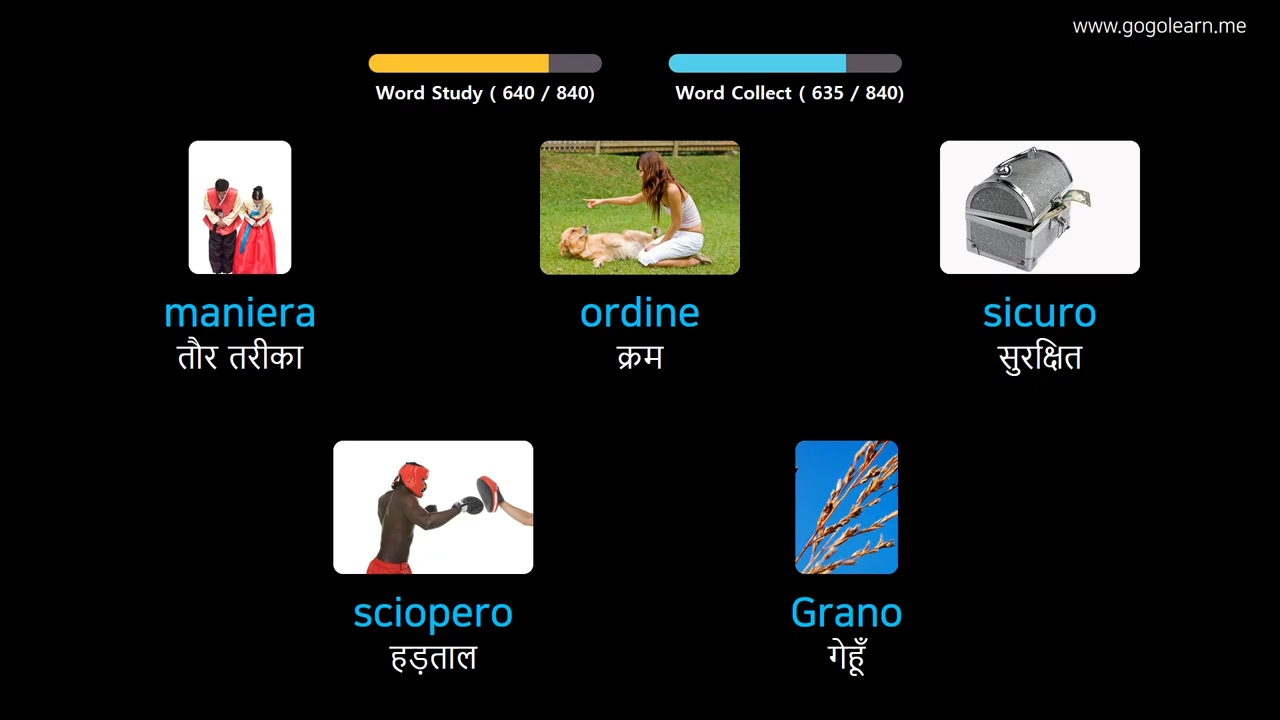 www.gogolearn.me
Word Study ( 640 / 840)
Word Collect ( 635 / 840)
maniera
तौर तरीका
ordine
क्रम
sicuro
सुरक्षित
sciopero
हड़ताल
Grano
गेहूँ